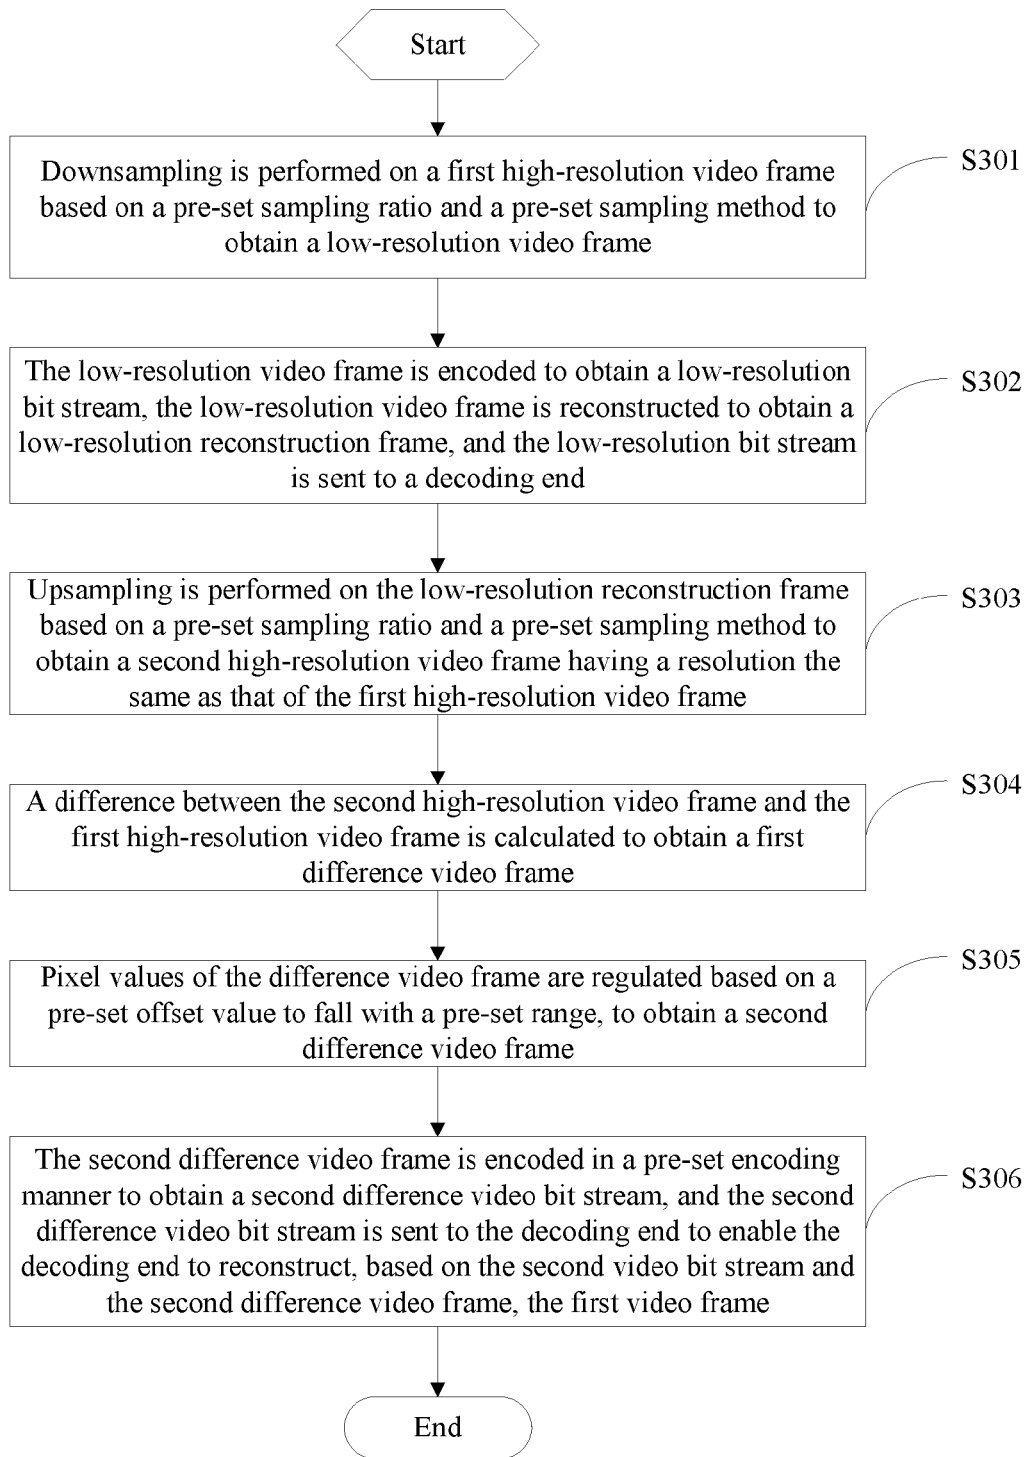 Start
Downsampling is performed on a first high-resolution video frame
based on a pre-set sampling ratio and a pre-set sampling method to
obtain a low-resolution video frame
S301
The low-resolution video frame is encoded to obtain a low-resolution
bit stream, the low-resolution video frame is reconstructed to obtain a
low-resolution reconstruction frame, and the low-resolution bit stream
is sent to a decoding end
S302
Upsampling is performed on the low-resolution reconstruction frame
based on a pre-set sampling ratio and a pre-set sampling method to
obtain a second high-resolution video frame having a resolution the
same as that of the first high-resolution video frame
S303
A difference between the second high-resolution video frame and the
first high-resolution video frame is calculated to obtain a first
difference video frame
S304
Pixel values of the difference video frame are regulated based on a
pre-set offset value to fall with a pre-set range, to obtain a second
difference video frame
S305
The second difference video frame is encoded in a pre-set encoding
manner to obtain a second difference video bit stream, and the second
difference video bit stream is sent to the decoding end to enable the
decoding end to reconstruct, based on the second video bit stream and
the second difference video frame, the first video frame
S306
End